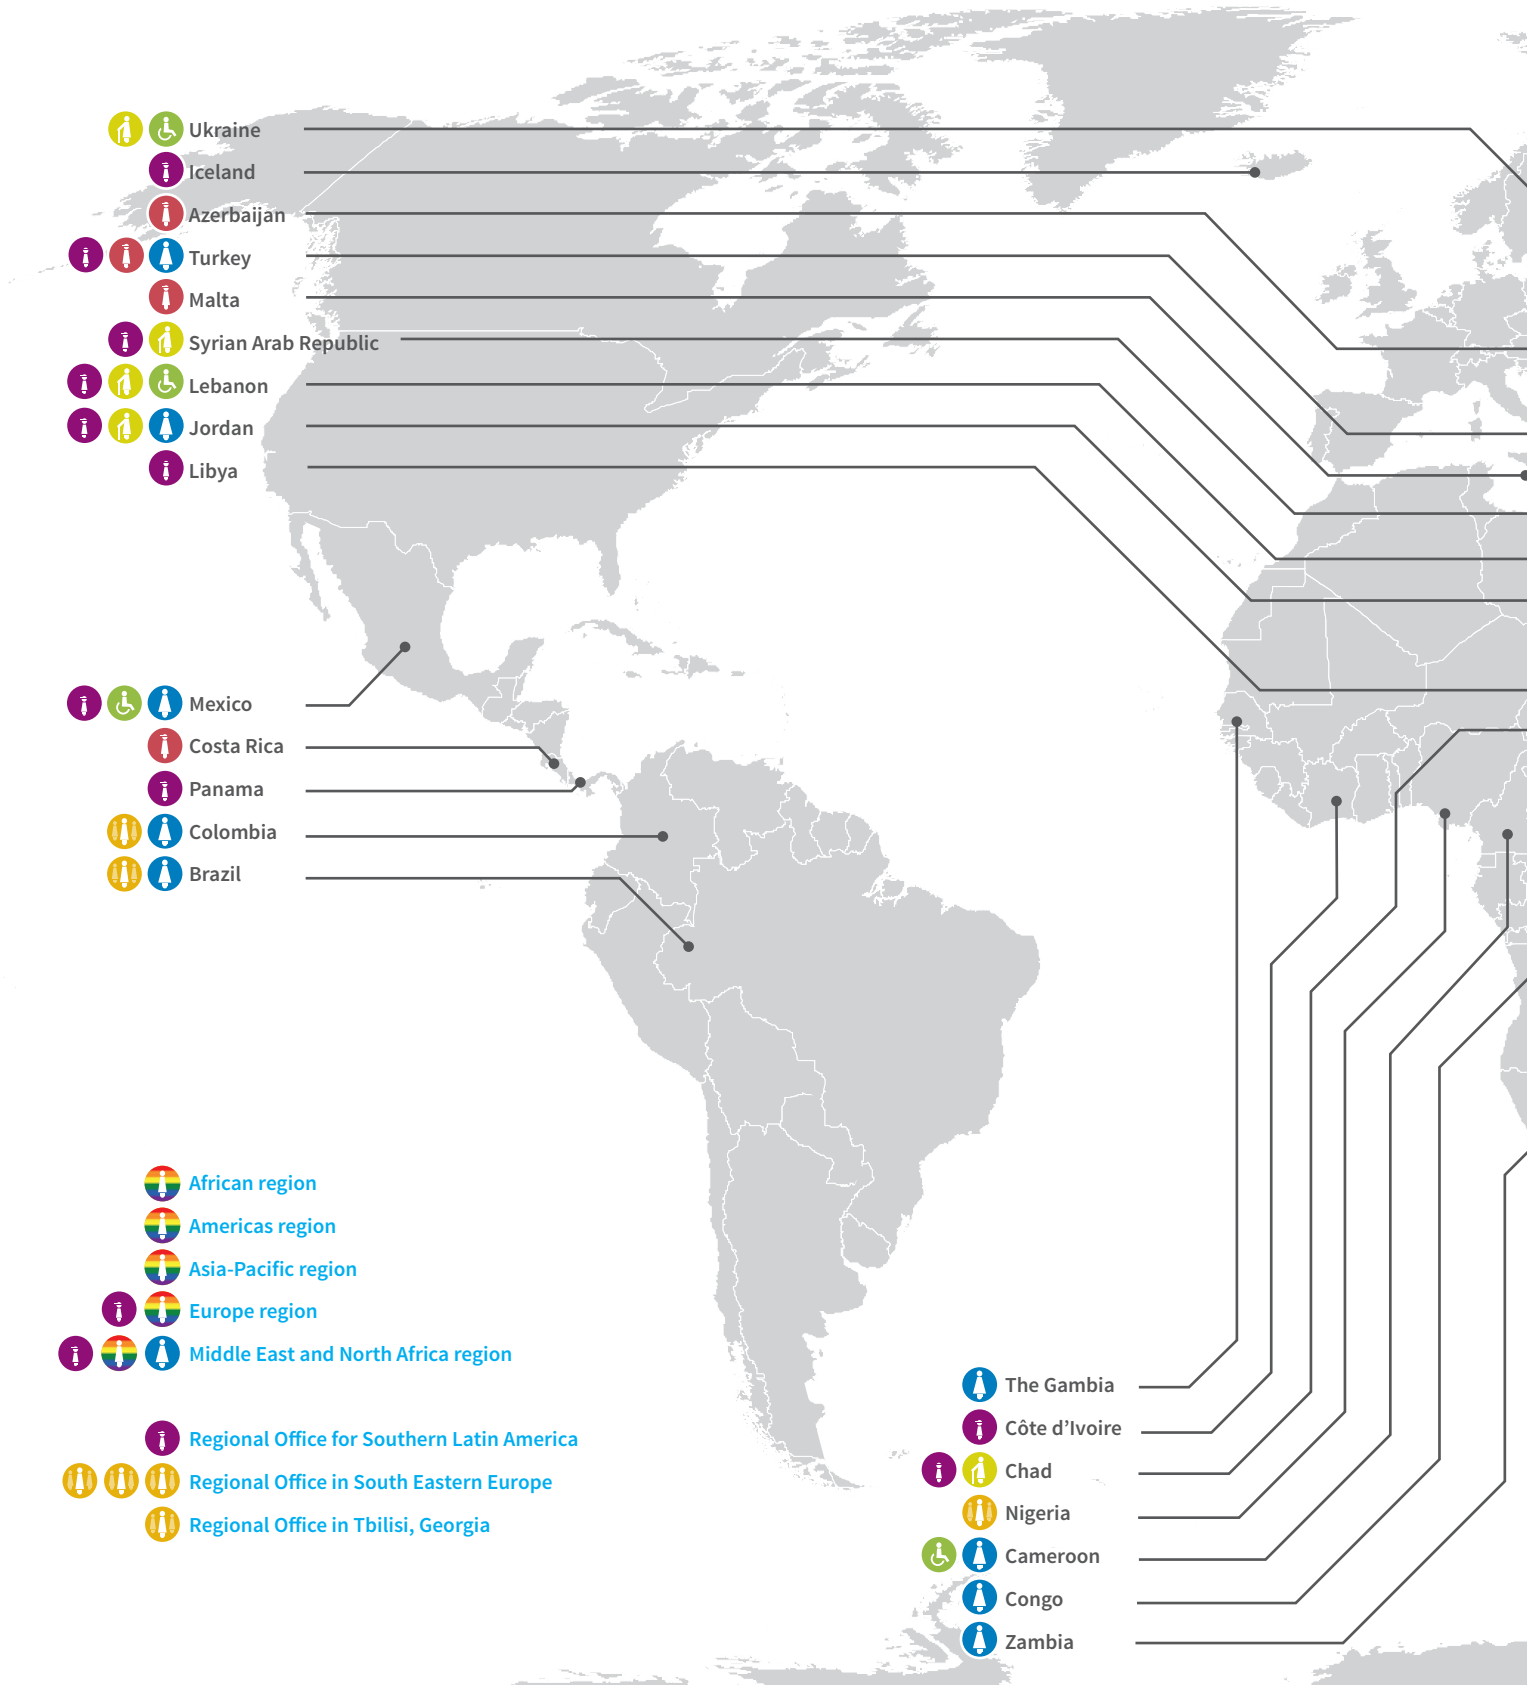 Ukraine
Iceland
Azerbaijan
Turkey
Malta
Syrian Arab Republic
Lebanon
Jordan
Libya
Mexico
Costa Rica
Panama
Colombia
Brazil
African region
Americas region
Asia-Pacific region
Europe region
Middle East and North Africa region
Regional Office for Southern Latin America
Regional Office in South Eastern Europe
Regional Office in Tbilisi, Georgia
The Gambia
Côte d’Ivoire
Chad
Nigeria
Cameroon
Congo
Zambia